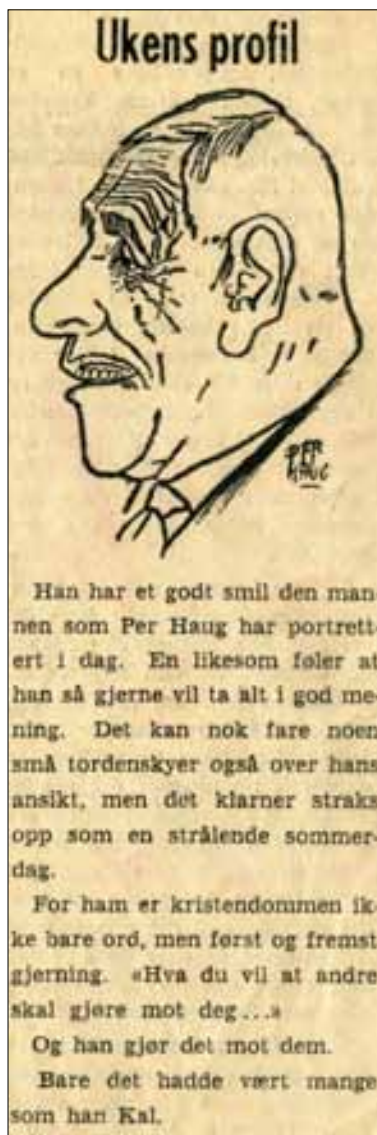 Ukens profil
PER
HAUG
Han har et godt smil den man-
nen som Per Haug har portrett-
ert i dag. En likesom føler at
han så gjerne vil ta alt i god me-
ning. Det kan nok fare noen
små tordenskyer også over hans
ansikt, men det klarner straks
opp som en strålende sommer-
dag.
For ham er kristendommen ik-
ke bare ord, men først og fremst
gjerning. «Hva du vil at andre
skal gjøre mot deg...»
Og han gjør det mot dem.
Bare det hadde vært mange
som han Kal.